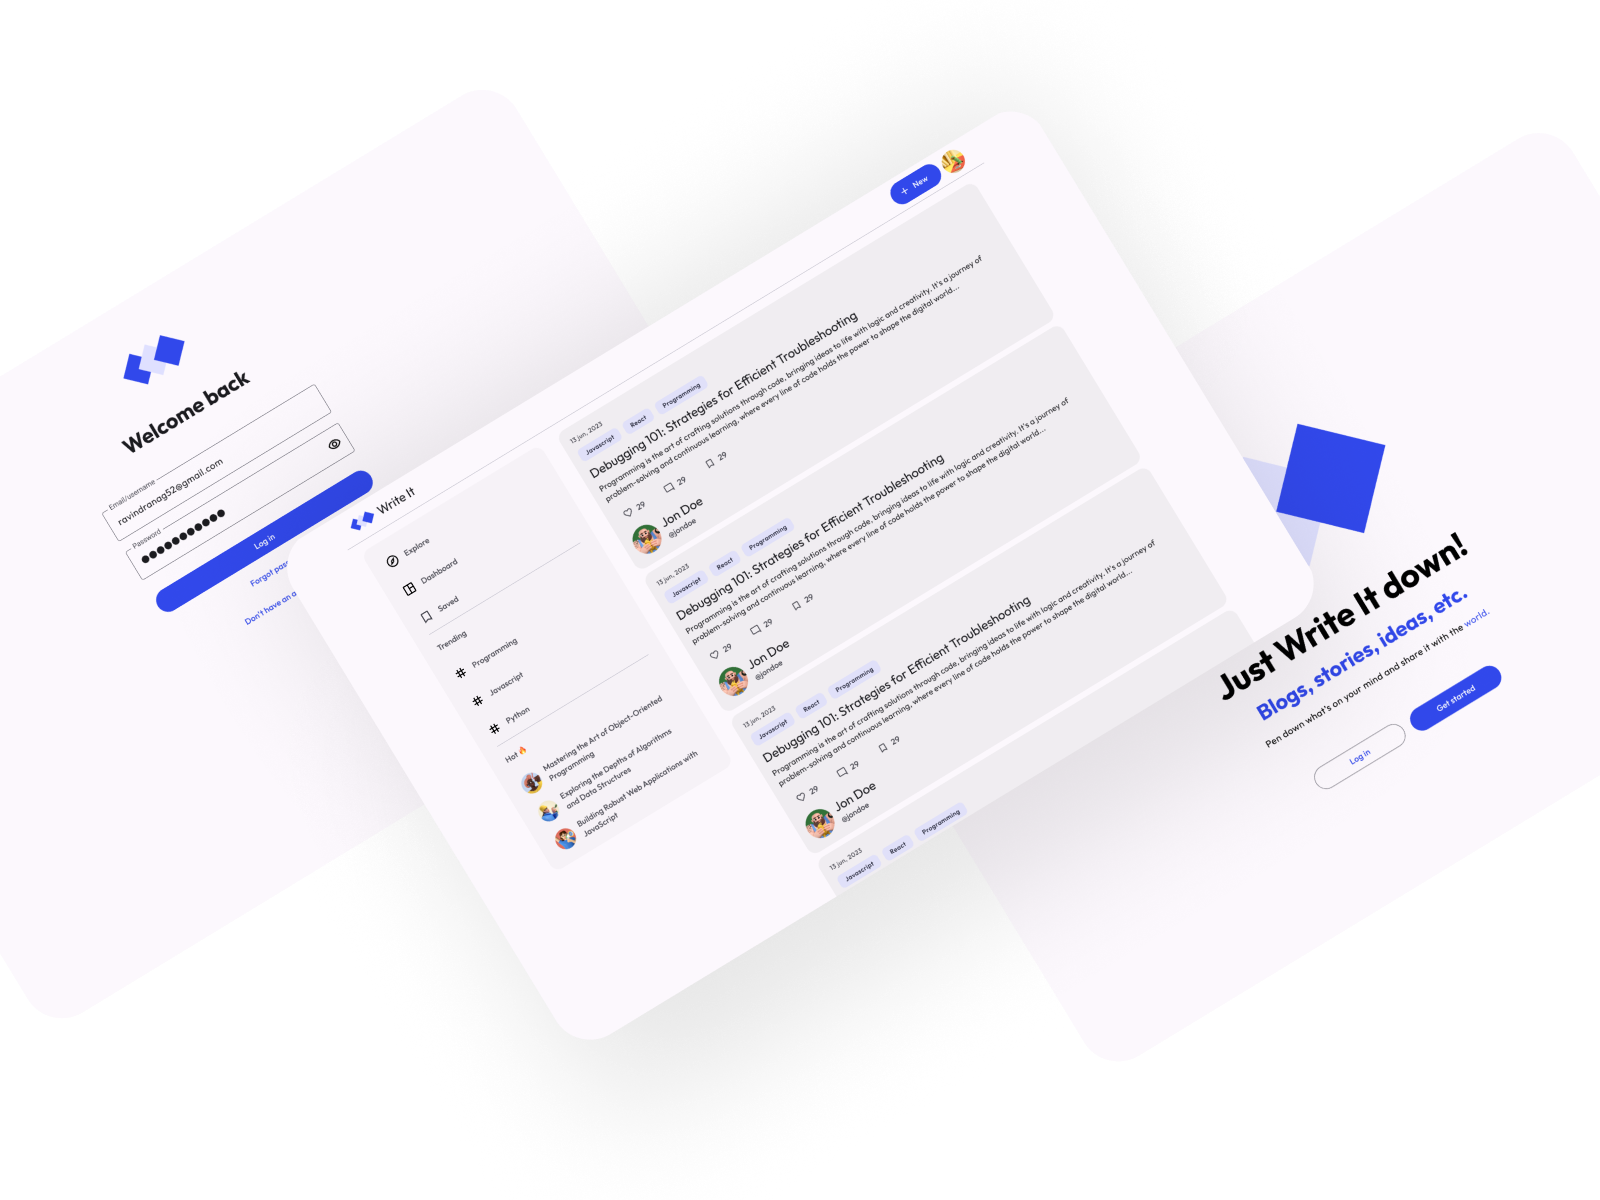 Welcome back
Email/username
ravindranag52@gmail.com
Password
Log in
Forgot
Don't have an
Write It
New
Explore
Dashboard
Saved
Trending
Programming
Javascript
Python
Hot 🔥
Mastering the Art of Object-Oriented
Programming
Exploring the Depths of Algorithms
and Data Structures
Building Robust Web Applications with
JavaScript
13 jun, 2023
Javascript React Programming
Debugging 101: Strategies for Efficient Troubleshooting
Programming is the art of crafting solutions through code, bringing ideas to life with logic and creativity. It's a journey of
problem-solving and continuous learning, where every line of code holds the power to shape the digital world...
29 29 29
Jon Doe
@jondoe
13 jun, 2023
Javascript React Programming
Debugging 101: Strategies for Efficient Troubleshooting
Programming is the art of crafting solutions through code, bringing ideas to life with logic and creativity. It's a journey of
problem-solving and continuous learning, where every line of code holds the power to shape the digital world...
29 29 29
Jon Doe
@jondoe
13 jun, 2023
Javascript React Programming
Debugging 101: Strategies for Efficient Troubleshooting
Programming is the art of crafting solutions through code, bringing ideas to life with logic and creativity. It's a journey of
problem-solving and continuous learning, where every line of code holds the power to shape the digital world...
29 29 29
Jon Doe
@jondoe
13 jun, 2023
Javascript React Programming
Just Write It down!
Blogs, stories, ideas, etc.
Pen down what's on your mind and share it with the world.
Log in
Get started